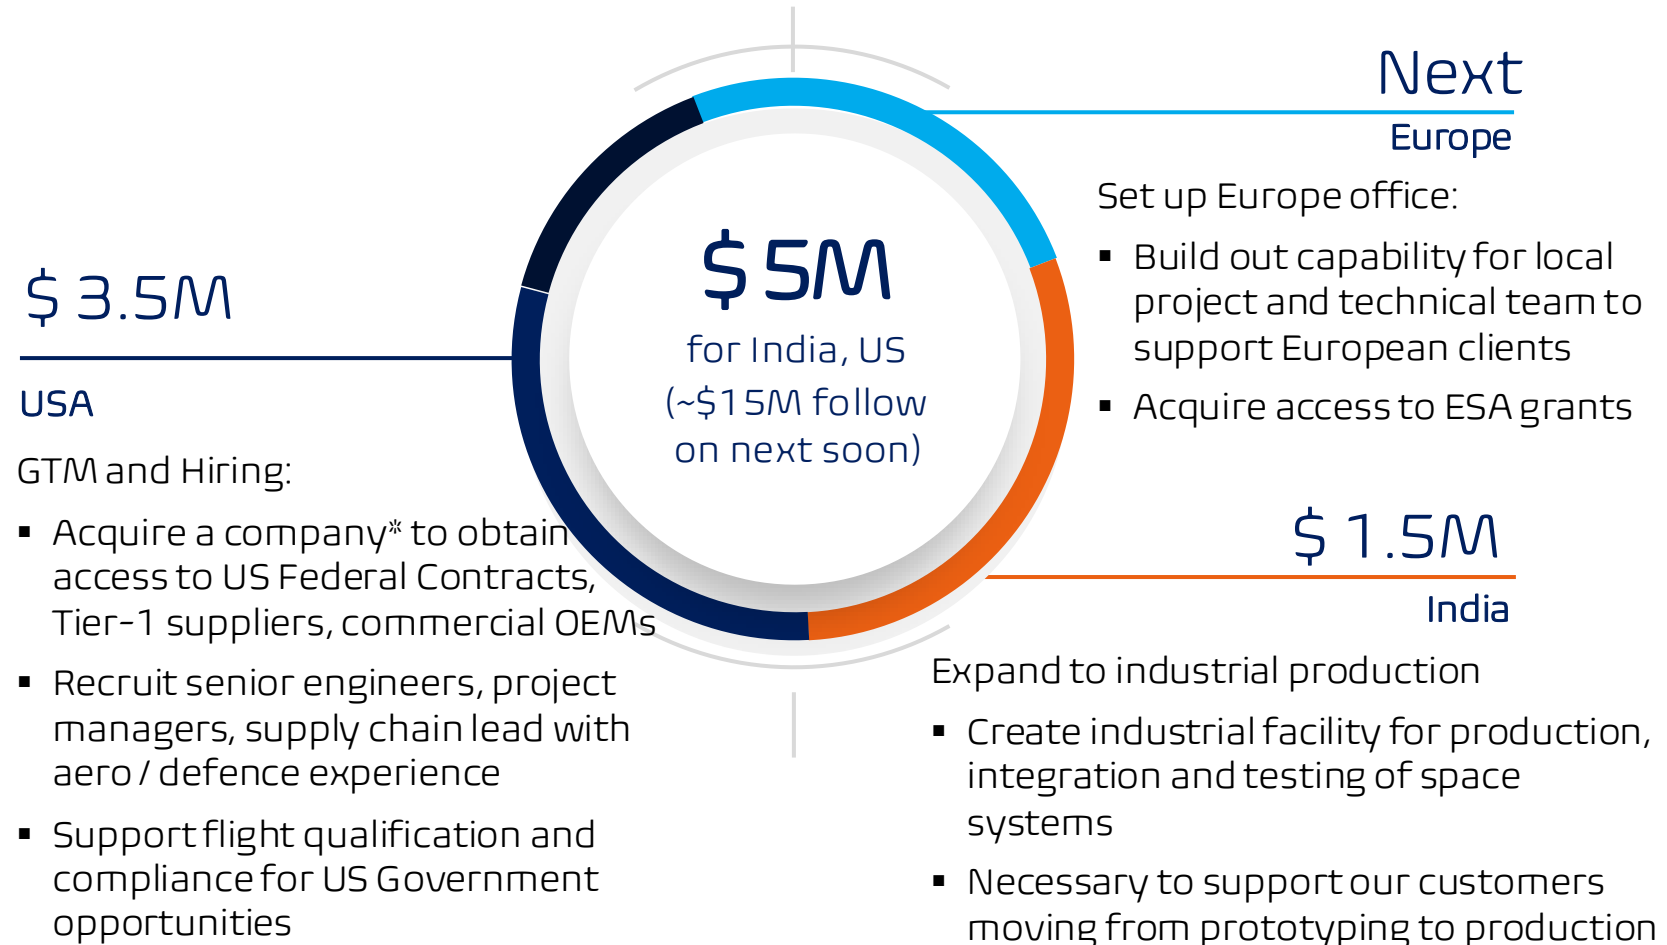 $ 3.5M
USA
GTM and Hiring:
▪ Acquire a company* to obtain
access to US Federal Contracts,
Tier-1 suppliers, commercial OEMs
▪ Recruit senior engineers, project
managers, supply chain lead with
aero / defence experience
▪ Support flight qualification and
compliance for US Government
opportunities
$ 5M
for India, US
(~$15M follow
on next soon)
Next
Europe
Set up Europe office:
▪ Build out capability for local
project and technical team to
support European clients
▪ Acquire access to ESA grants
$ 1.5M
India
Expand to industrial production
▪ Create industrial facility for production,
integration and testing of space
systems
▪ Necessary to support our customers
moving from prototyping to production